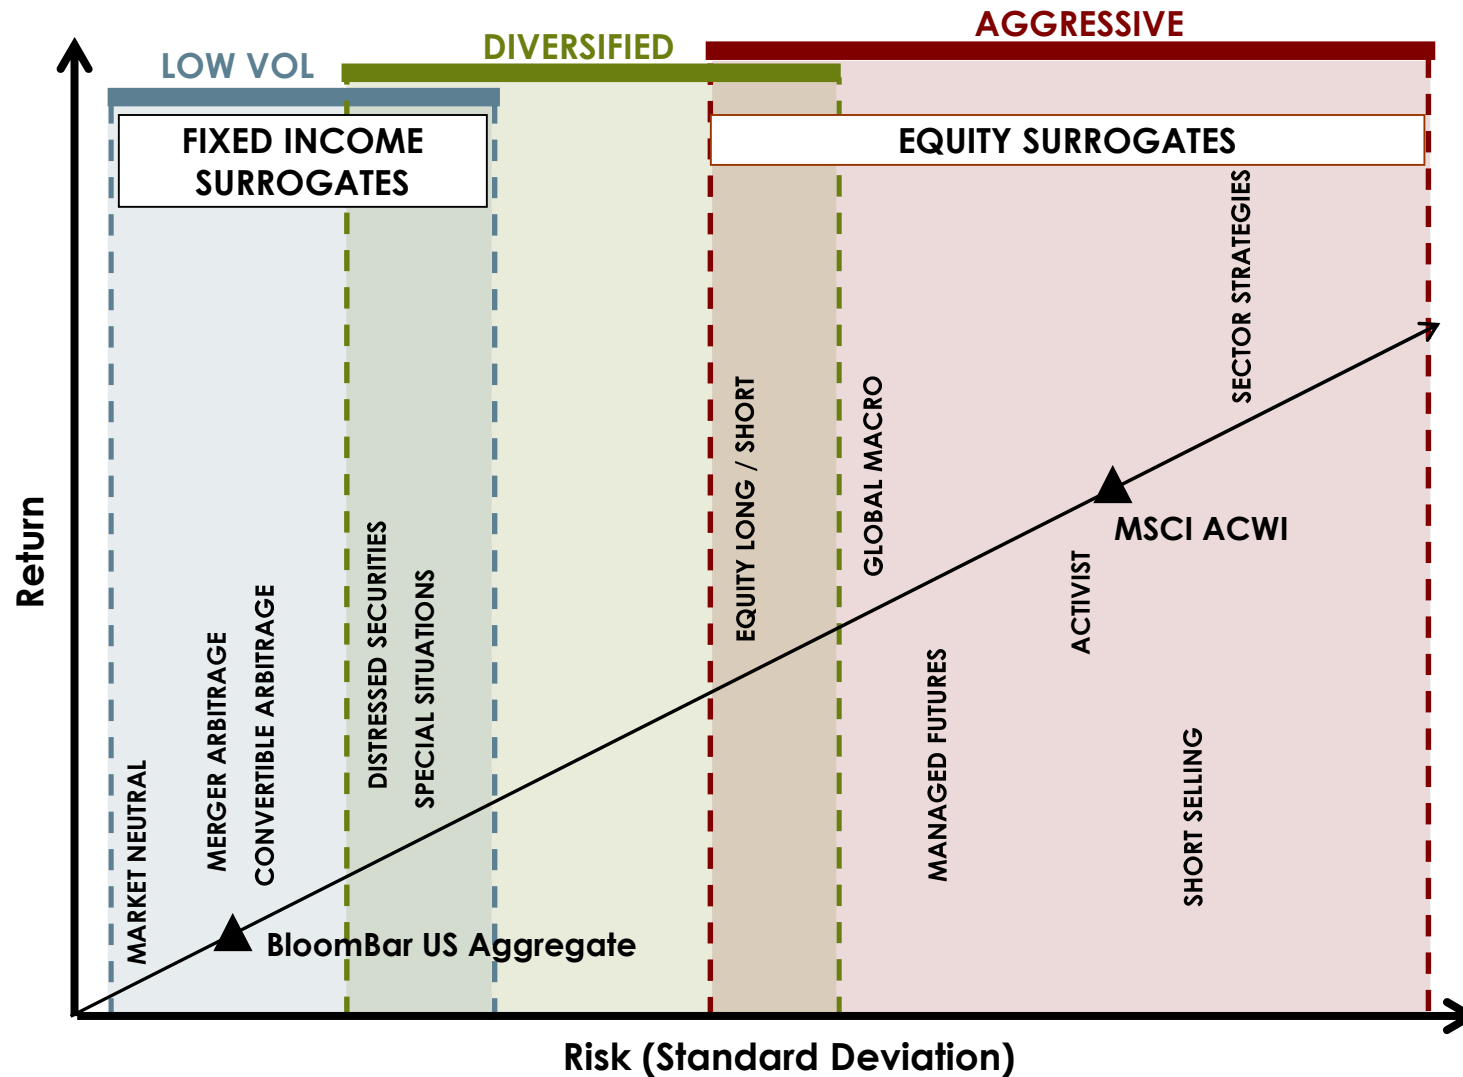 AGGRESSIVE
DIVERSIFIED
LOW VOL
FIXED INCOME
SURROGATES
EQUITY SURROGATES
SECTOR STRATEGIES
EQUITY LONG / SHORT
GLOBAL MACRO
MSCI ACWI
Return
DISTRESSED SECURITIES
SPECIAL SITUATIONS
ACTIVIST
MERGER ARBITRAGE
CONVERTIBLE ARBITRAGE
MANAGED FUTURES
SHORT SELLING
MARKET NEUTRAL
BloomBar US Aggregate
Risk (Standard Deviation)